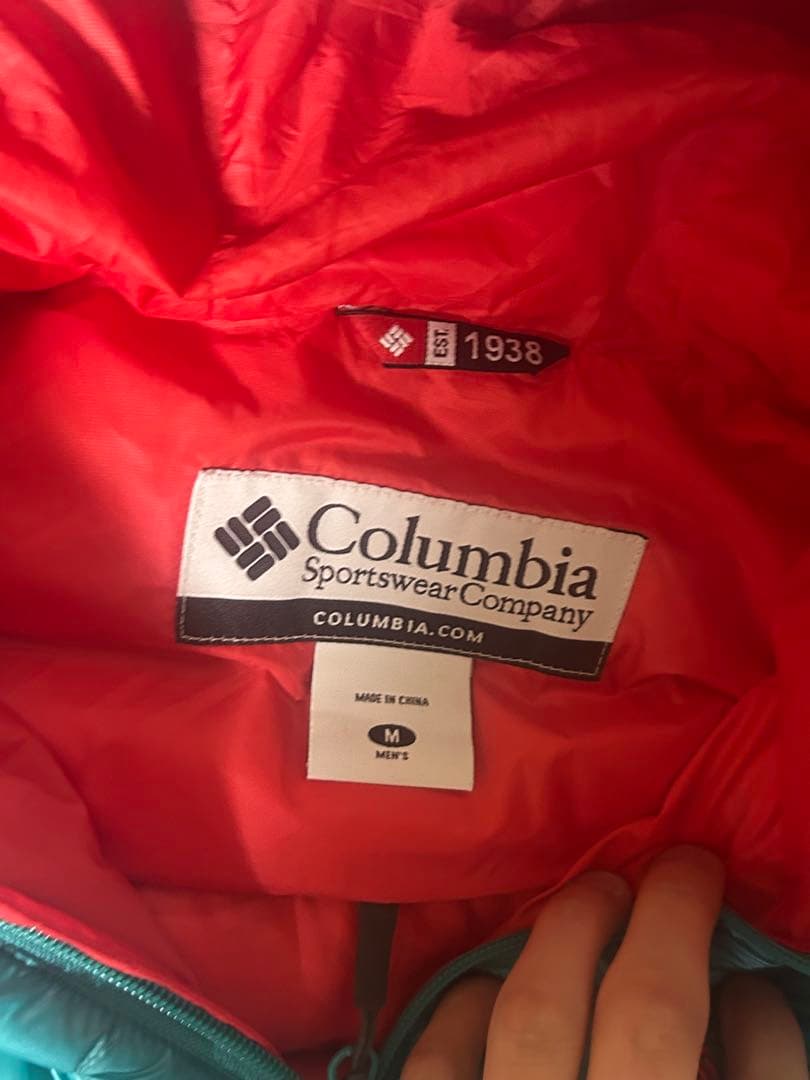 EST. 1938
Columbia
Sportswear Company
COLUMBIA.COM
MADE IN CHINA
M
MEN'S